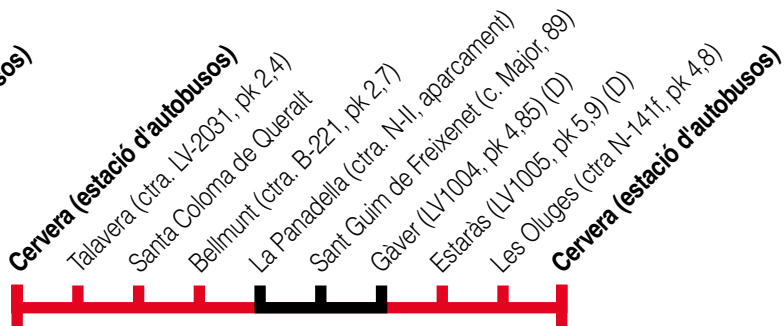 sos)
Cervera (estació d'autobusos)
Talavera (ctra. LV-2031, pk 2,4)
Santa Coloma de Queralt
Bellmunt (ctra. B-221, pk 2,7)
La Panadella (ctra. N-II, aparcament)
Sant Guim de Freixenet (c. Major, 89)
Gàver (LV1004, pk 4,85) (D)
Estaràs (LV1005, pk 5,9) (D)
Les Oluges (ctra N-141f, pk 4,8)
Cervera (estació d'autobusos)